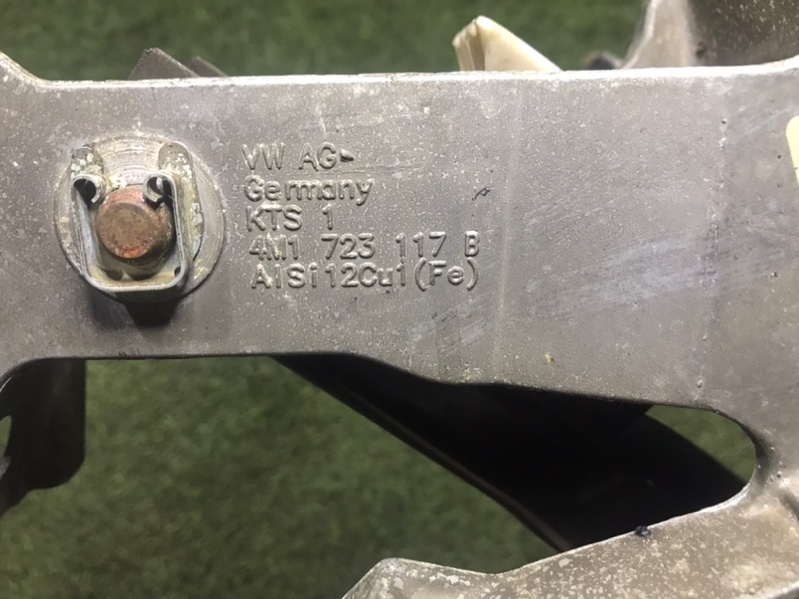 VW AG
Germany
KTS 1
4M1 723 117 B
AlSi12Cu1(Fe)